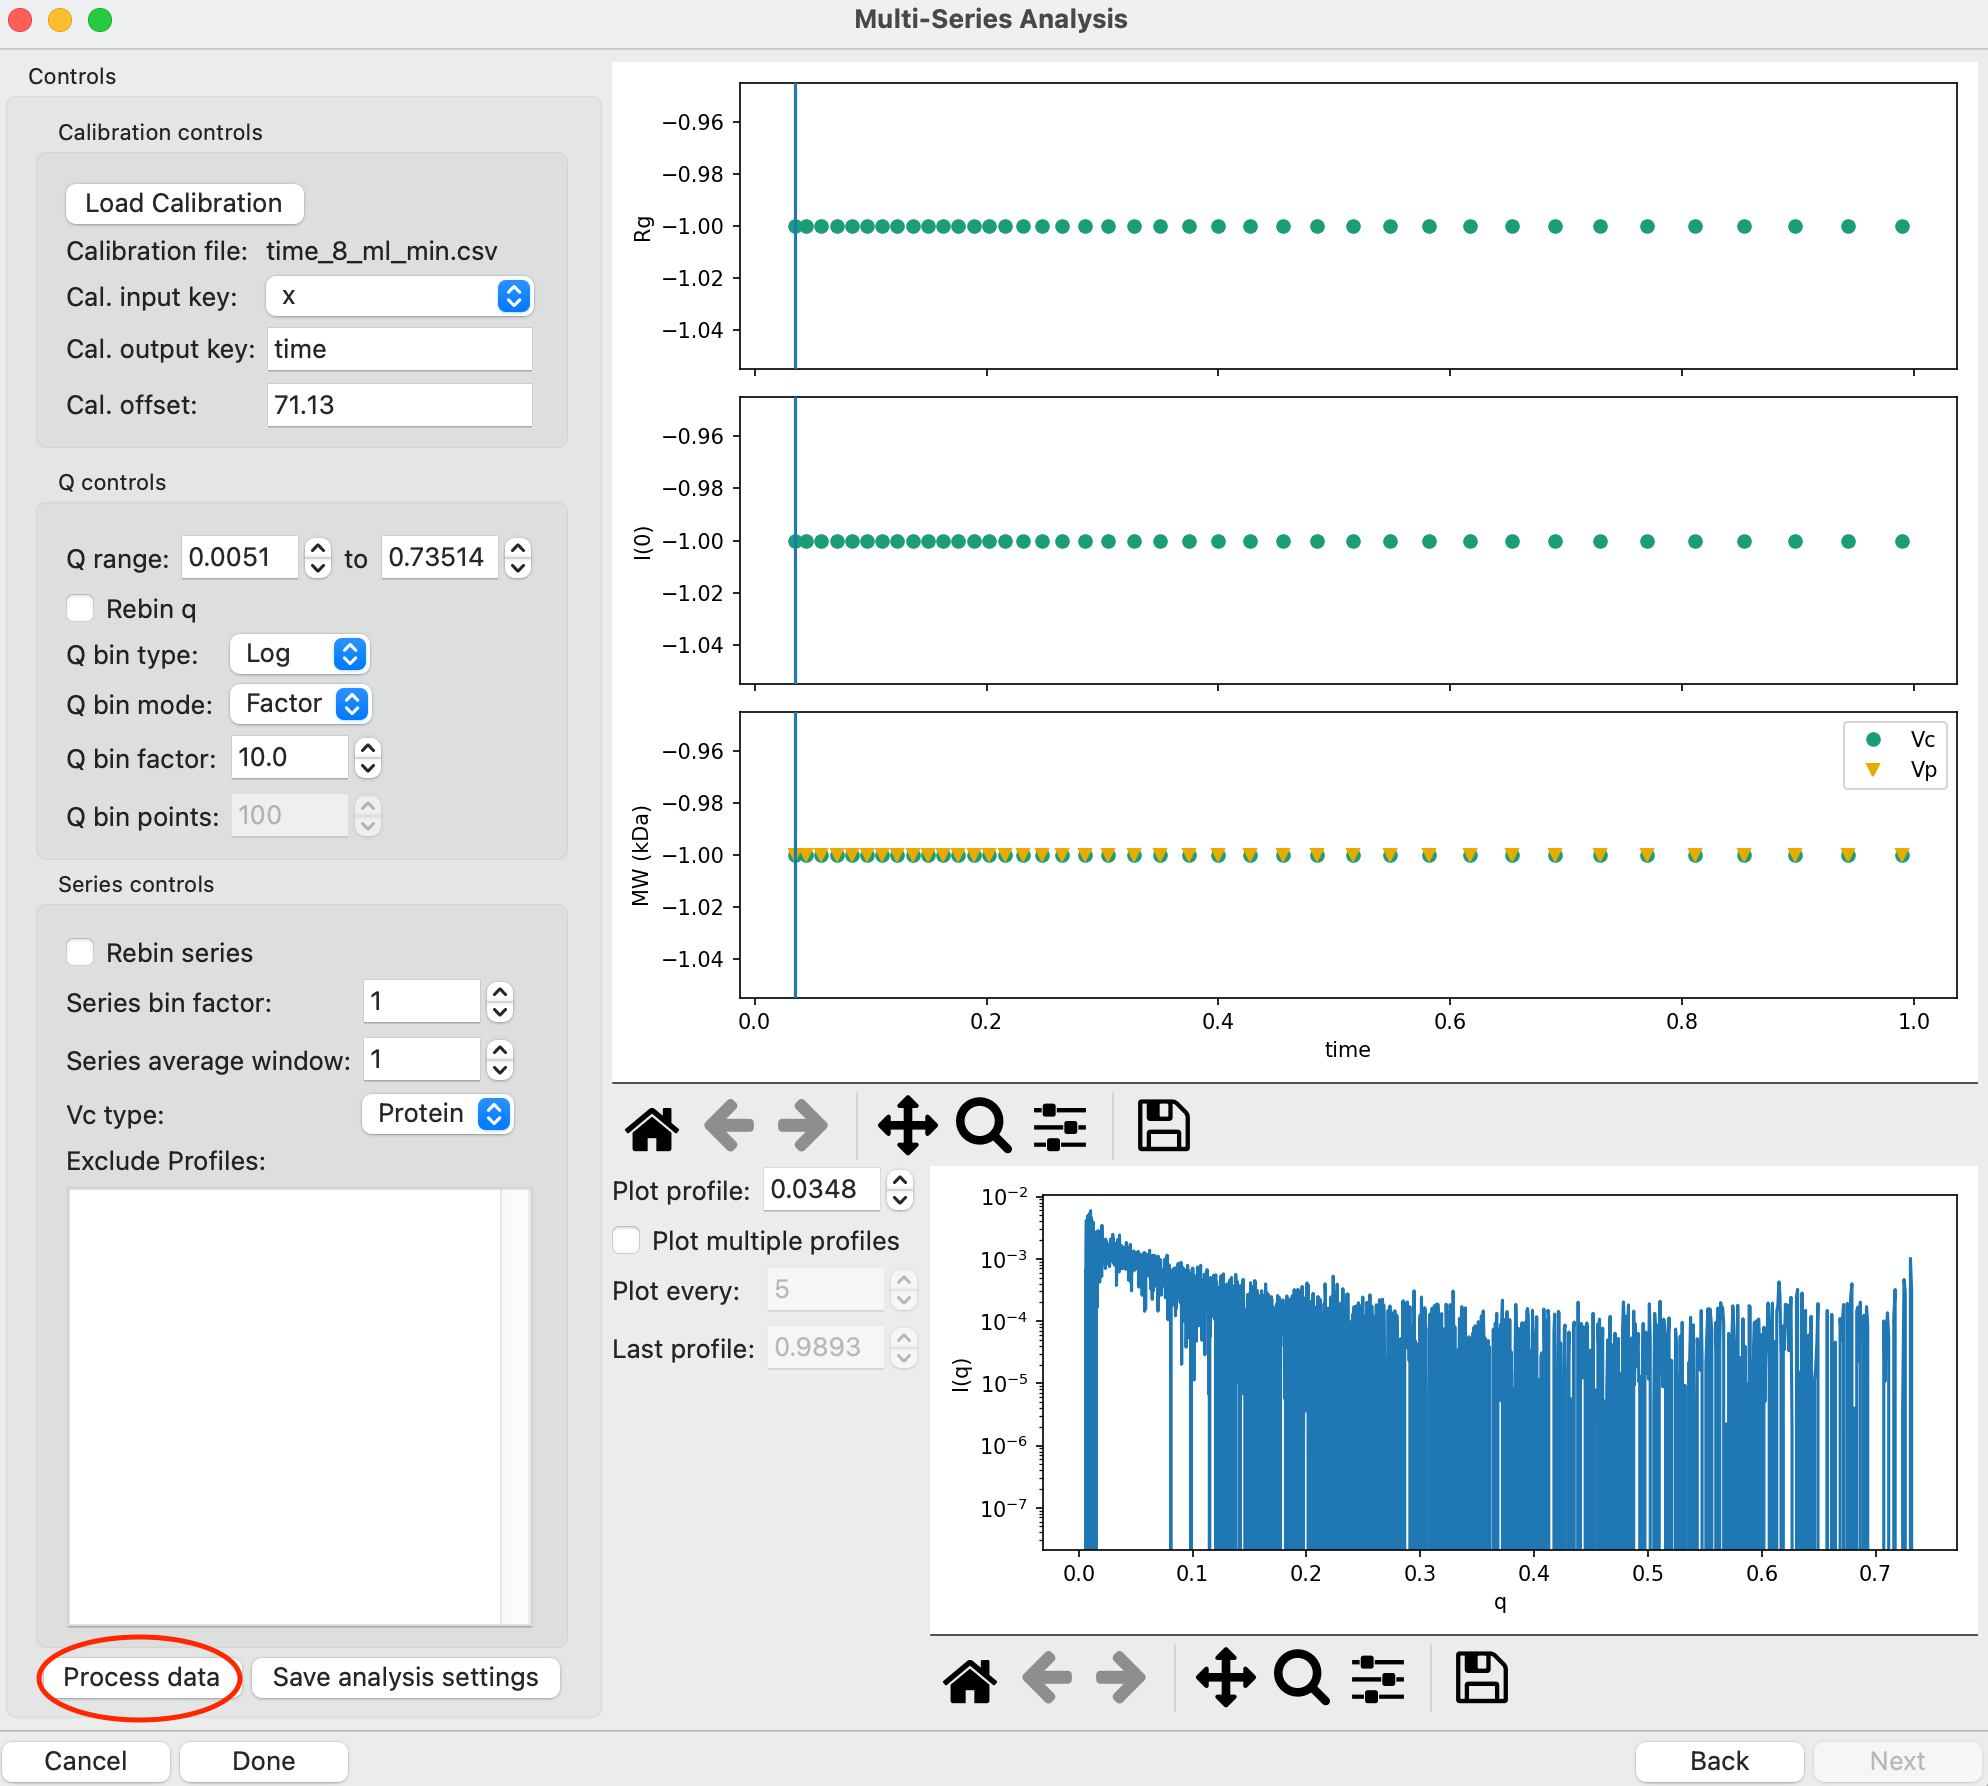 Multi-Series Analysis
Controls
Calibration controls
Load Calibration
Calibration file: time_8_ml_min.csv
Cal. input key: x
Cal. output key: time
Cal. offset: 71.13
Q controls
Q range: 0.0051 to 0.73514
Rebin q
Q bin type: Log
Q bin mode: Factor
Q bin factor: 10.0
Q bin points: 100
Series controls
Rebin series
Series bin factor: 1
Series average window: 1
Vc type: Protein
Exclude Profiles:
Process data Save analysis settings
Rg
−0.96
−0.98
−1.00
−1.02
−1.04
I(0)
−0.96
−0.98
−1.00
−1.02
−1.04
MW (kDa)
−0.96
−0.98
−1.00
−1.02
−1.04
Vc
Vp
0.0 0.2 0.4 0.6 0.8 1.0
time
Plot profile: 0.0348
Plot multiple profiles
Plot every: 5
Last profile: 0.9893
I(q)
10⁻²
10⁻³
10⁻⁴
10⁻⁵
10⁻⁶
10⁻⁷
0.0 0.1 0.2 0.3 0.4 0.5 0.6 0.7
q
Cancel Done Back Next